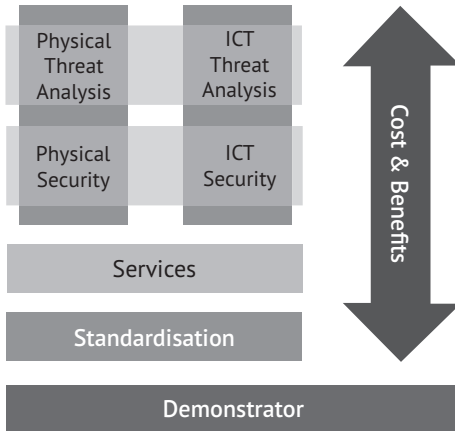 Physical
Threat
Analysis
ICT
Threat
Analysis
Physical
Security
ICT
Security
Services
Standardisation
Demonstrator
Cost & Benefits